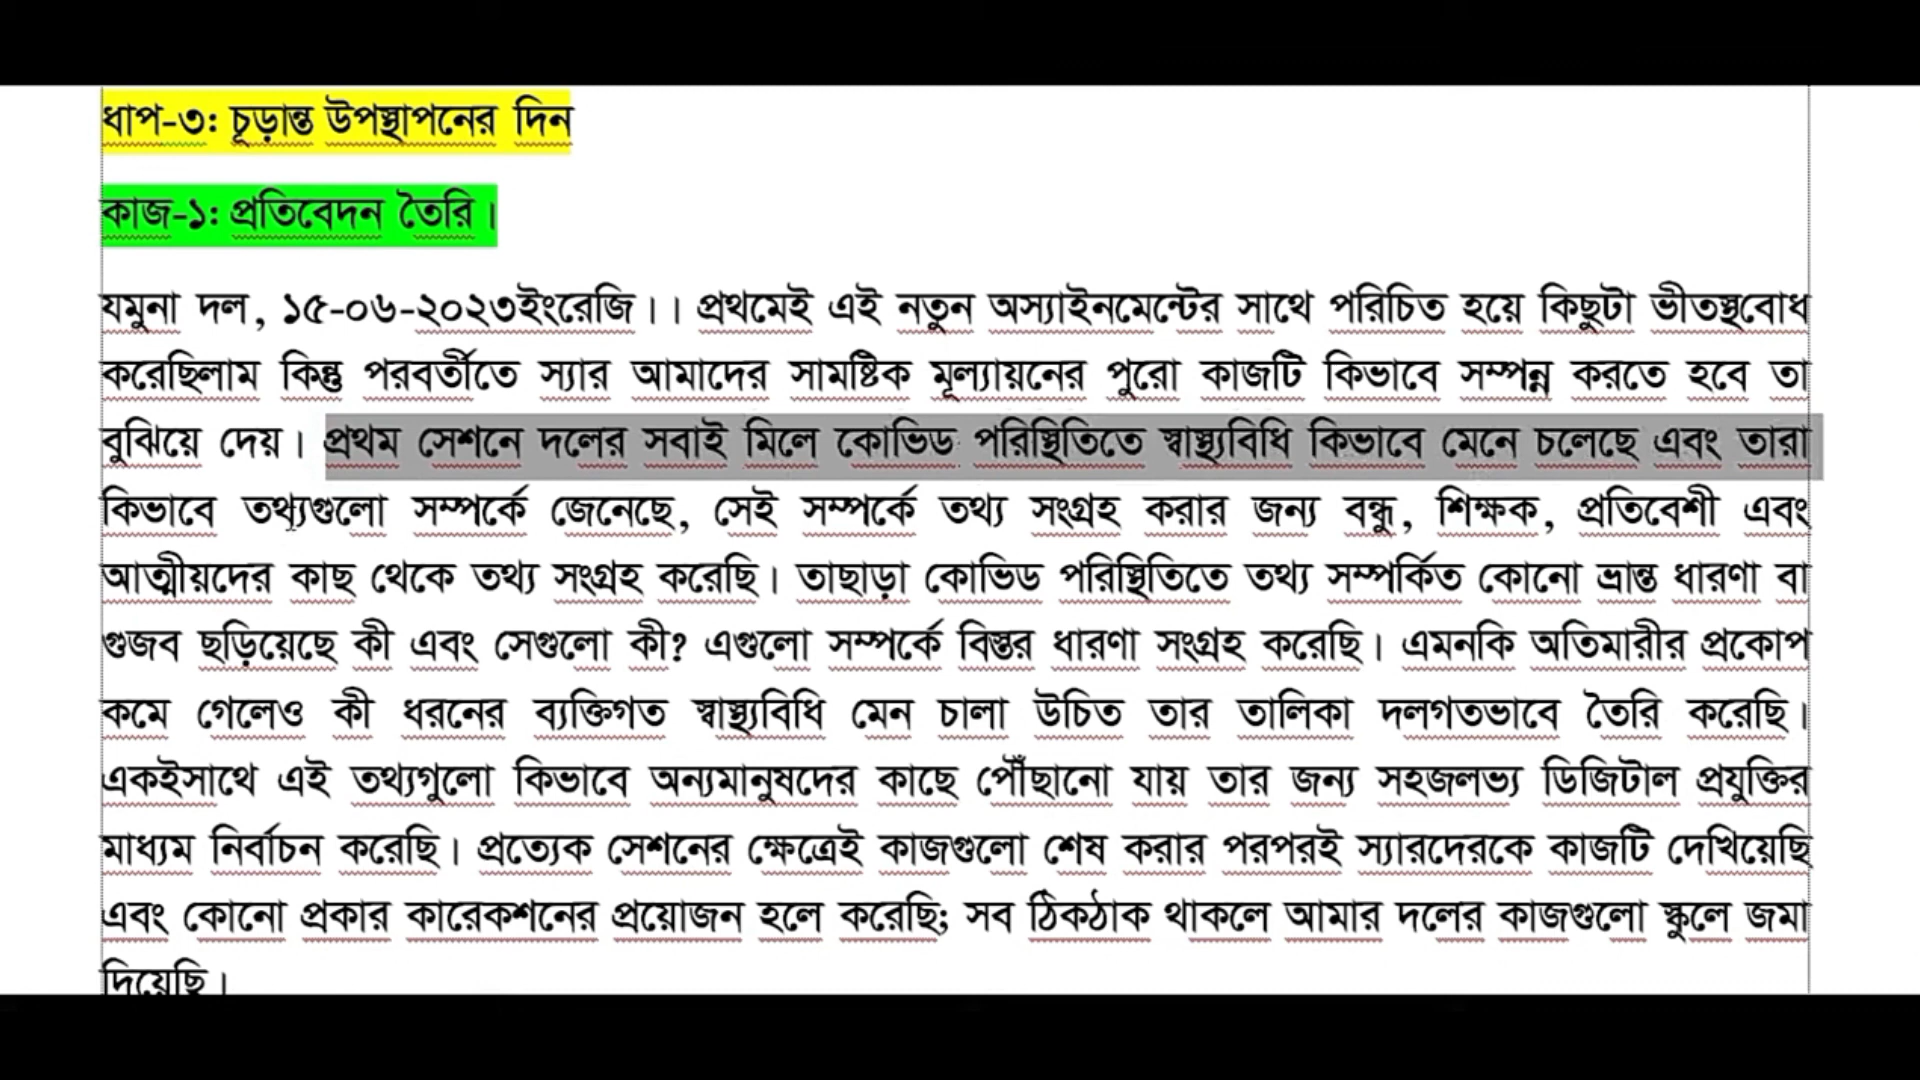 ধাপ-৩: চূড়ান্ত উপস্থাপনের দিন
কাজ-১: প্রতিবেদন তৈরি।
যমুনা দল, ১৫-০৬-২০২৩ইংরেজি।। প্রথমেই এই নতুন অস্যাইনমেন্টের সাথে পরিচিত হয়ে কিছুটা ভীতস্থবোধ
করেছিলাম কিন্তু পরবর্তীতে স্যার আমাদের সামষ্টিক মূল্যায়নের পুরো কাজটি কিভাবে সম্পন্ন করতে হবে তা
বুঝিয়ে দেয়। প্রথম সেশনে দলের সবাই মিলে কোভিড পরিস্থিতিতে স্বাস্থ্যবিধি কিভাবে মেনে চলেছে এবং তারা
কিভাবে তথ্যগুলো সম্পর্কে জেনেছে, সেই সম্পর্কে তথ্য সংগ্রহ করার জন্য বন্ধু, শিক্ষক, প্রতিবেশী এবং
আত্মীয়দের কাছ থেকে তথ্য সংগ্রহ করেছি। তাছাড়া কোভিড পরিস্থিতিতে তথ্য সম্পর্কিত কোনো ভ্রান্ত ধারণা বা
গুজব ছড়িয়েছে কী এবং সেগুলো কী? এগুলো সম্পর্কে বিস্তর ধারণা সংগ্রহ করেছি। এমনকি অতিমারীর প্রকোপ
কমে গেলেও কী ধরনের ব্যক্তিগত স্বাস্থ্যবিধি মেন চালা উচিত তার তালিকা দলগতভাবে তৈরি করেছি।
একইসাথে এই তথ্যগুলো কিভাবে অন্যমানুষদের কাছে পৌঁছানো যায় তার জন্য সহজলভ্য ডিজিটাল প্রযুক্তির
মাধ্যম নির্বাচন করেছি। প্রত্যেক সেশনের ক্ষেত্রেই কাজগুলো শেষ করার পরপরই স্যারদেরকে কাজটি দেখিয়েছি
এবং কোনো প্রকার কারেকশনের প্রয়োজন হলে করেছি; সব ঠিকঠাক থাকলে আমার দলের কাজগুলো স্কুলে জমা
দিয়েছি।